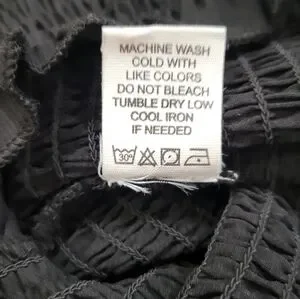 MACHINE WASH
COLD WITH
LIKE COLORS
DO NOT BLEACH
TUMBLE DRY LOW
COOL IRON
IF NEEDED
30°